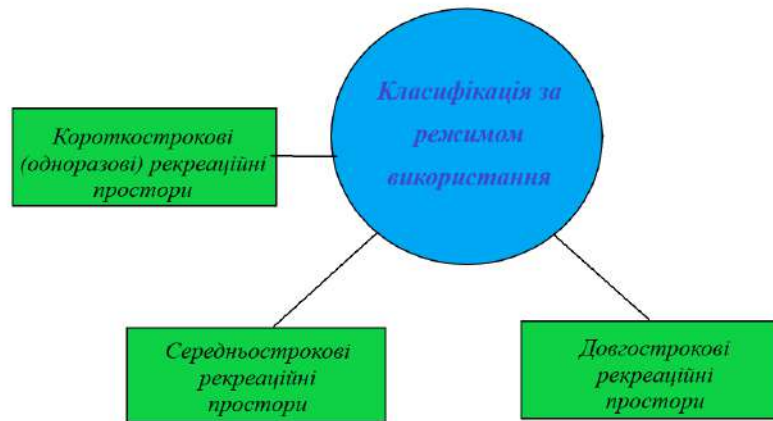 Класифікація за
режимом
використання
Короткострокові
(одноразові) рекреаційні
простори
Середньострокові
рекреаційні
простори
Довгострокові
рекреаційні
простори